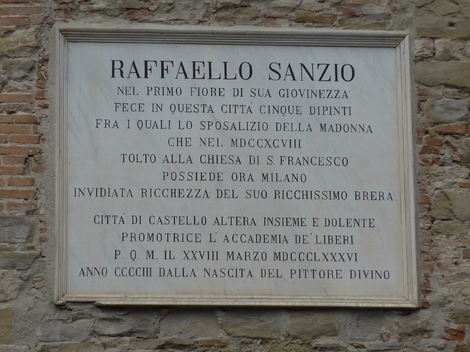 RAFFAELLO SANZIO
NEL PRIMO FIORE DI SUA GIOVINEZZA
FECE IN QUESTA CITTÀ CINQUE DIPINTI
FRA I QUALI LO SPOSALIZIO DELLA MADONNA
CHE NEL MDCCXCVIII
TOLTO ALLA CHIESA DI S. FRANCESCO
POSSIEDE ORA MILANO
INVIDIATA RICCHEZZA DEL SUO RICCHISSIMO BRERA
CITTÀ DI CASTELLO ALTERA INSIEME E DOLENTE
PROMOTRICE L'ACCADEMIA DE' LIBERI
P. Q. M. IL XXVIII MARZO MDCCCLXXXVI
ANNO CCCCIII DALLA NASCITA DEL PITTORE DIVINO